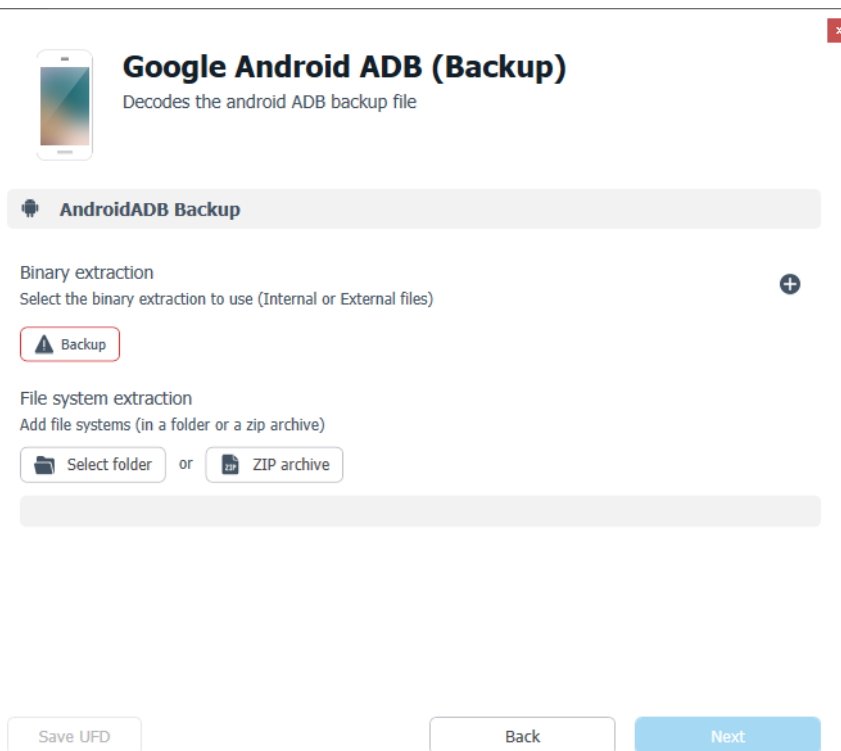 Google Android ADB (Backup)
Decodes the android ADB backup file
AndroidADB Backup
Binary extraction
Select the binary extraction to use (Internal or External files)
Backup
File system extraction
Add file systems (in a folder or a zip archive)
Select folder or ZIP ZIP archive
Save UFD Back Next